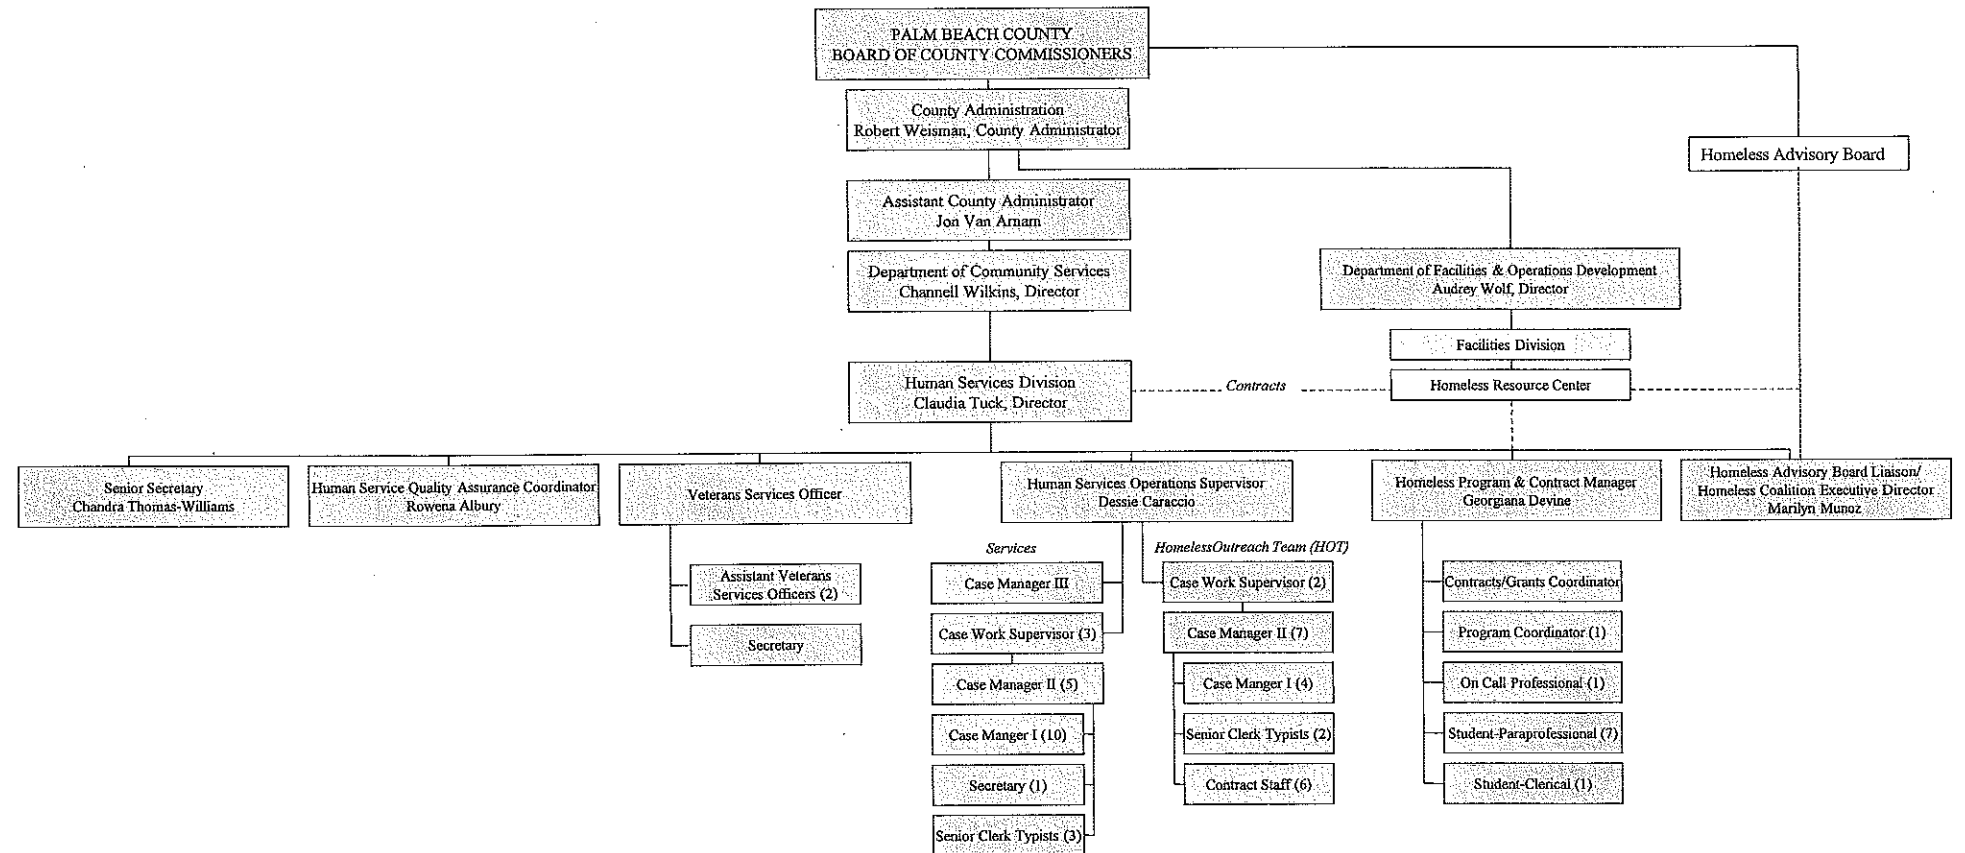 PALM BEACH COUNTY
BOARD OF COUNTY COMMISSIONERS
County Administration
Robert Weisman, County Administrator
Homeless Advisory Board
Assistant County Administrator
Jon Van Arnam
Department of Community Services
Channell Wilkins, Director
Department of Facilities & Operations Development
Audrey Wolf, Director
Facilities Division
Human Services Division
Claudia Tuck, Director
Contracts
Homeless Resource Center
Senior Secretary
Chandra Thomas-Williams
Human Service Quality Assurance Coordinator
Rowena Albury
Veterans Services Officer
Human Services Operations Supervisor
Dessie Caraccio
Homeless Program & Contract Manager
Georgiana Devine
Homeless Advisory Board Liaison/
Homeless Coalition Executive Director
Marilyn Munoz
Assistant Veterans
Services Officers (2)
Secretary
Services
Case Manager III
Case Work Supervisor (3)
Case Manager II (5)
Case Manger I (10)
Secretary (1)
Senior Clerk Typists (3)
HomelessOutreach Team (HOT)
Case Work Supervisor (2)
Case Manager II (7)
Case Manger I (4)
Senior Clerk Typists (2)
Contract Staff (6)
Contracts/Grants Coordinator
Program Coordinator (1)
On Call Professional (1)
Student-Paraprofessional (7)
Student-Clerical (1)